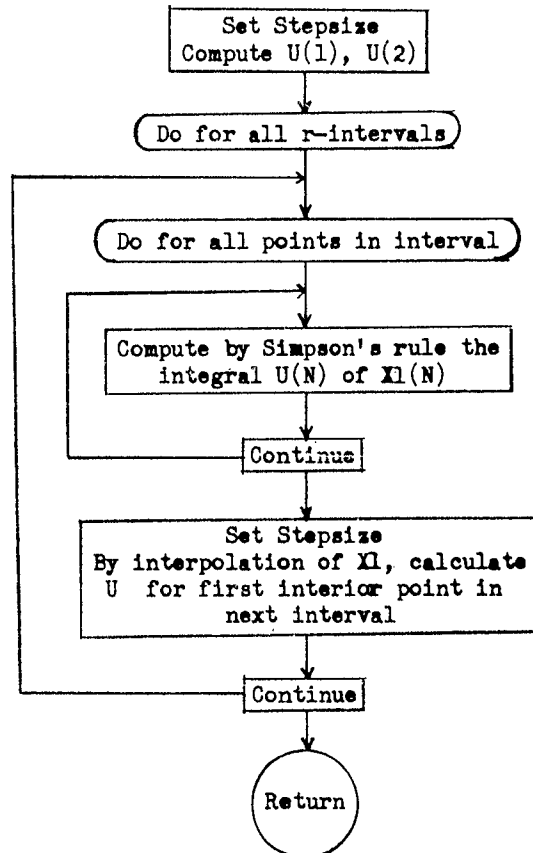 Set Stepsize
Compute U(1), U(2)
Do for all r-intervals
Do for all points in interval
Compute by Simpson's rule the
integral U(N) of X1(N)
Continue
Set Stepsize
By interpolation of X1, calculate
U for first interior point in
next interval
Continue
Return